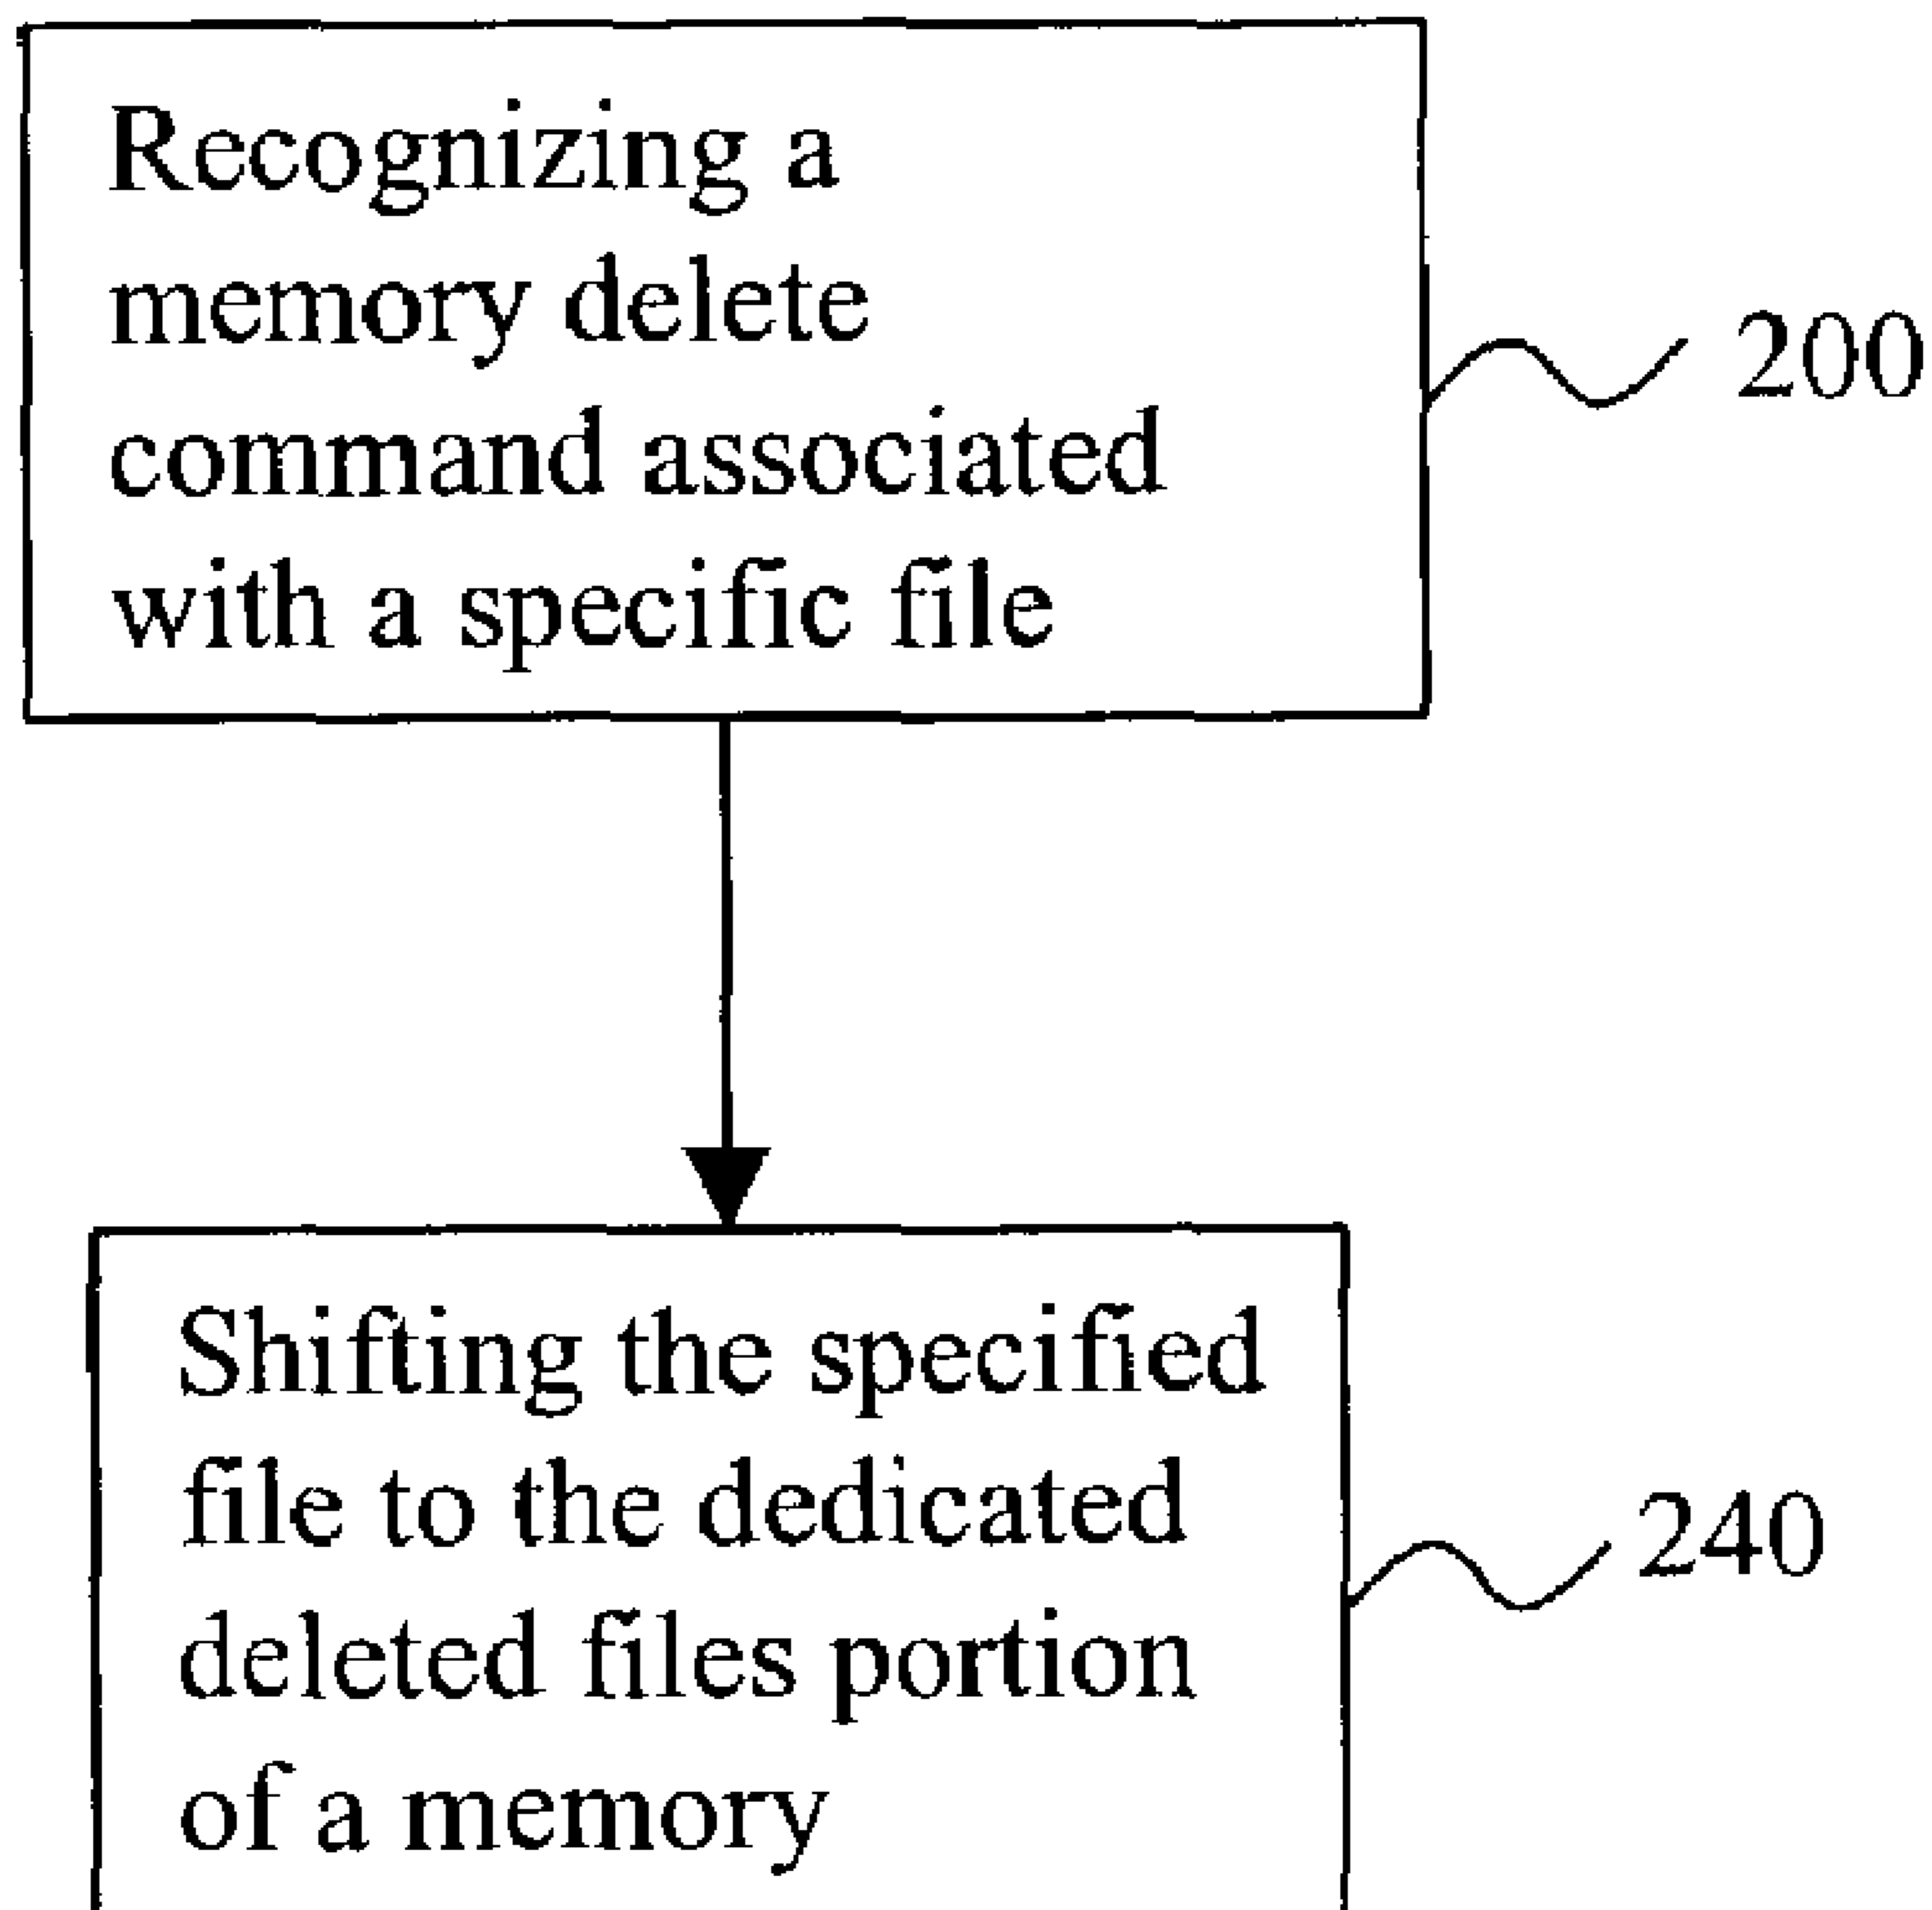 Recognizing a
memory delete
command associated
with a specific file
200
Shifting the specified
file to the dedicated
deleted files portion
of a memory
240